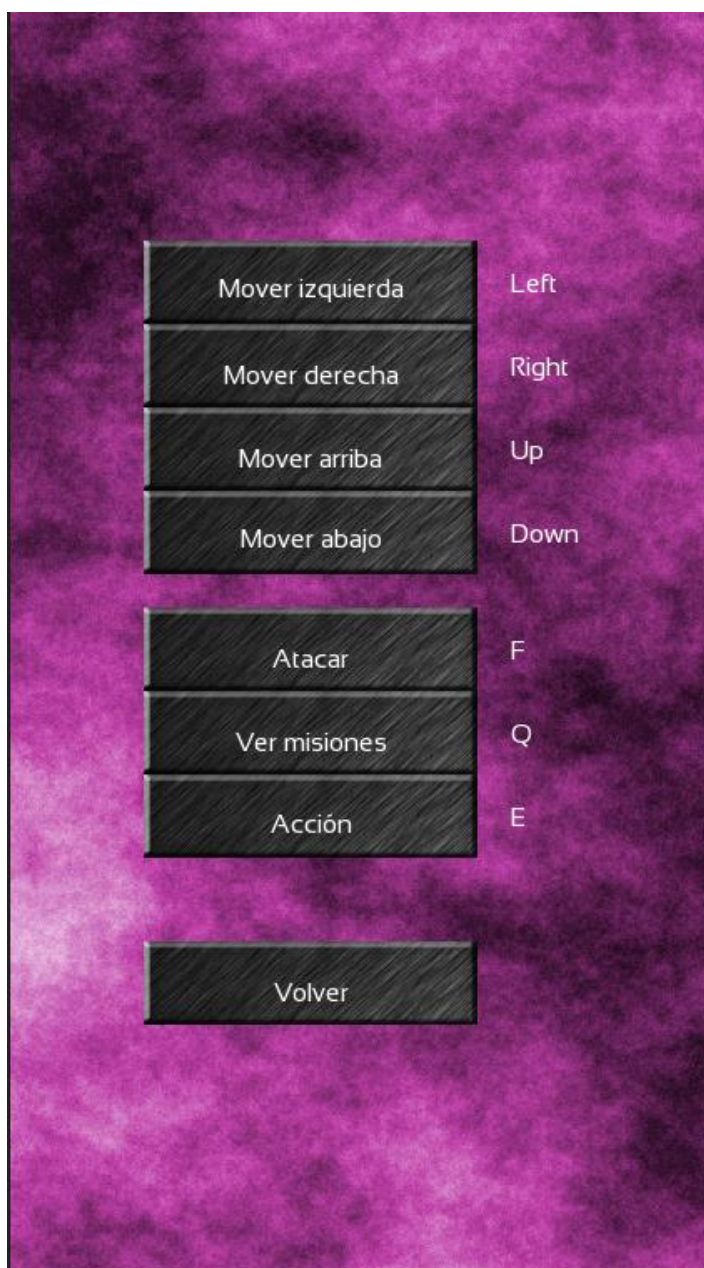 Mover izquierda Left
Mover derecha Right
Mover arriba Up
Mover abajo Down
Atacar F
Ver misiones Q
Acción E
Volver